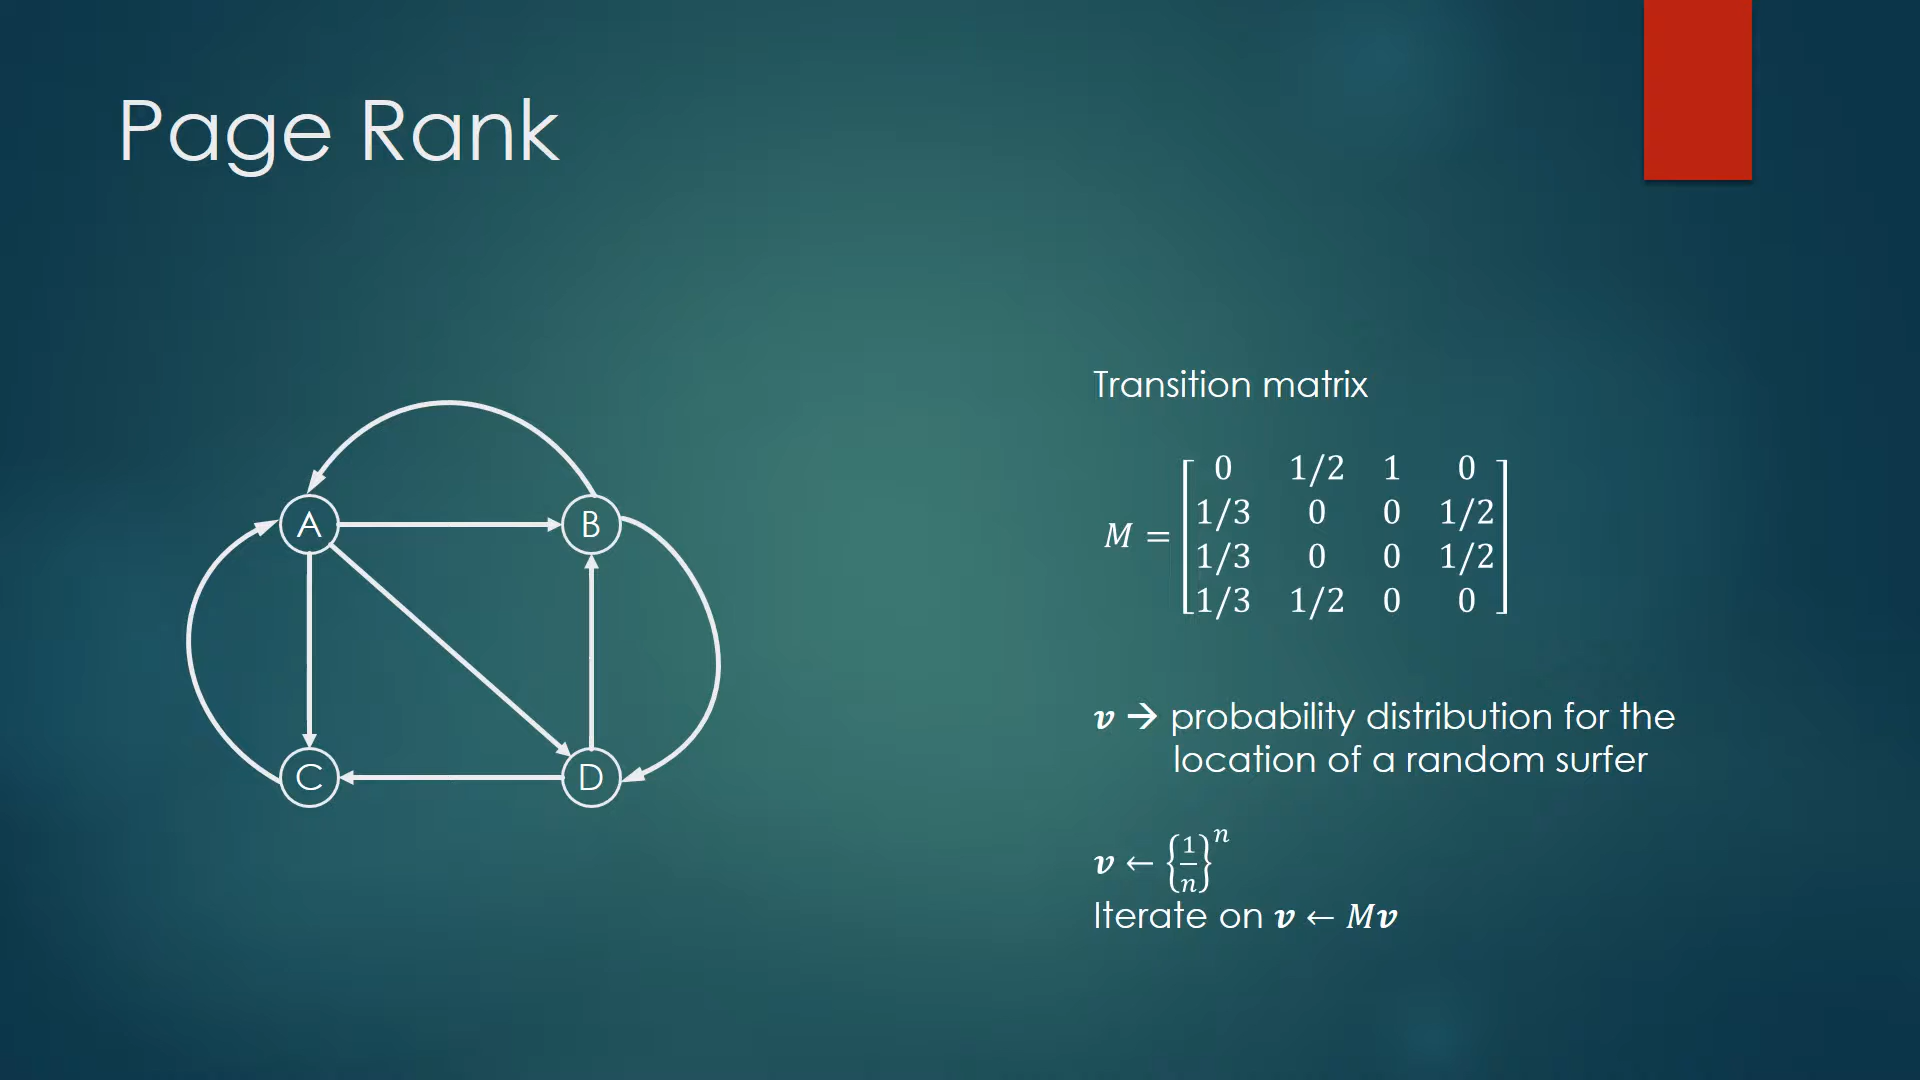 Page Rank
A
B
C
D
Transition matrix
M =
0 1/2 1 0
1/3 0 0 1/2
1/3 0 0 1/2
1/3 1/2 0 0
v → probability distribution for the
location of a random surfer
v ← {1/n}^n
Iterate on v ← Mv